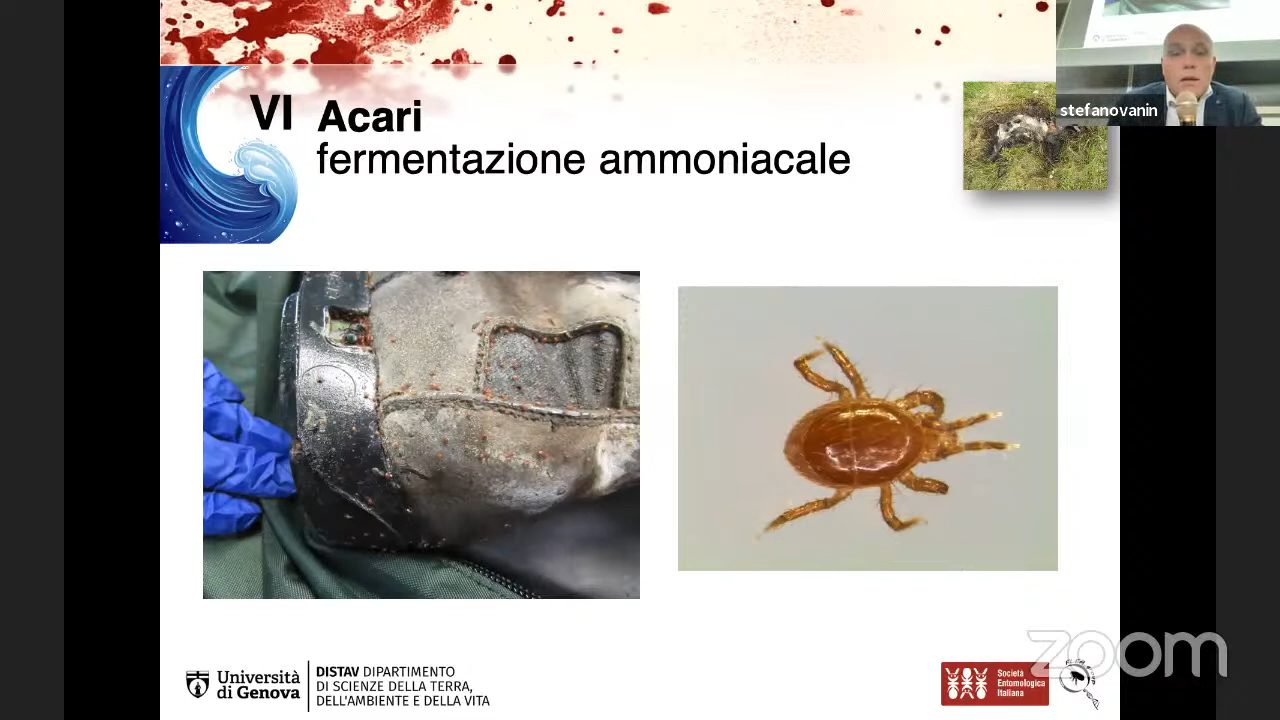 stefanovanin
VI Acari
fermentazione ammoniacale
Università
di Genova
DISTAV DIPARTIMENTO
DI SCIENZE DELLA TERRA,
DELL'AMBIENTE E DELLA VITA
Società
Entomologica
Italiana
zoom